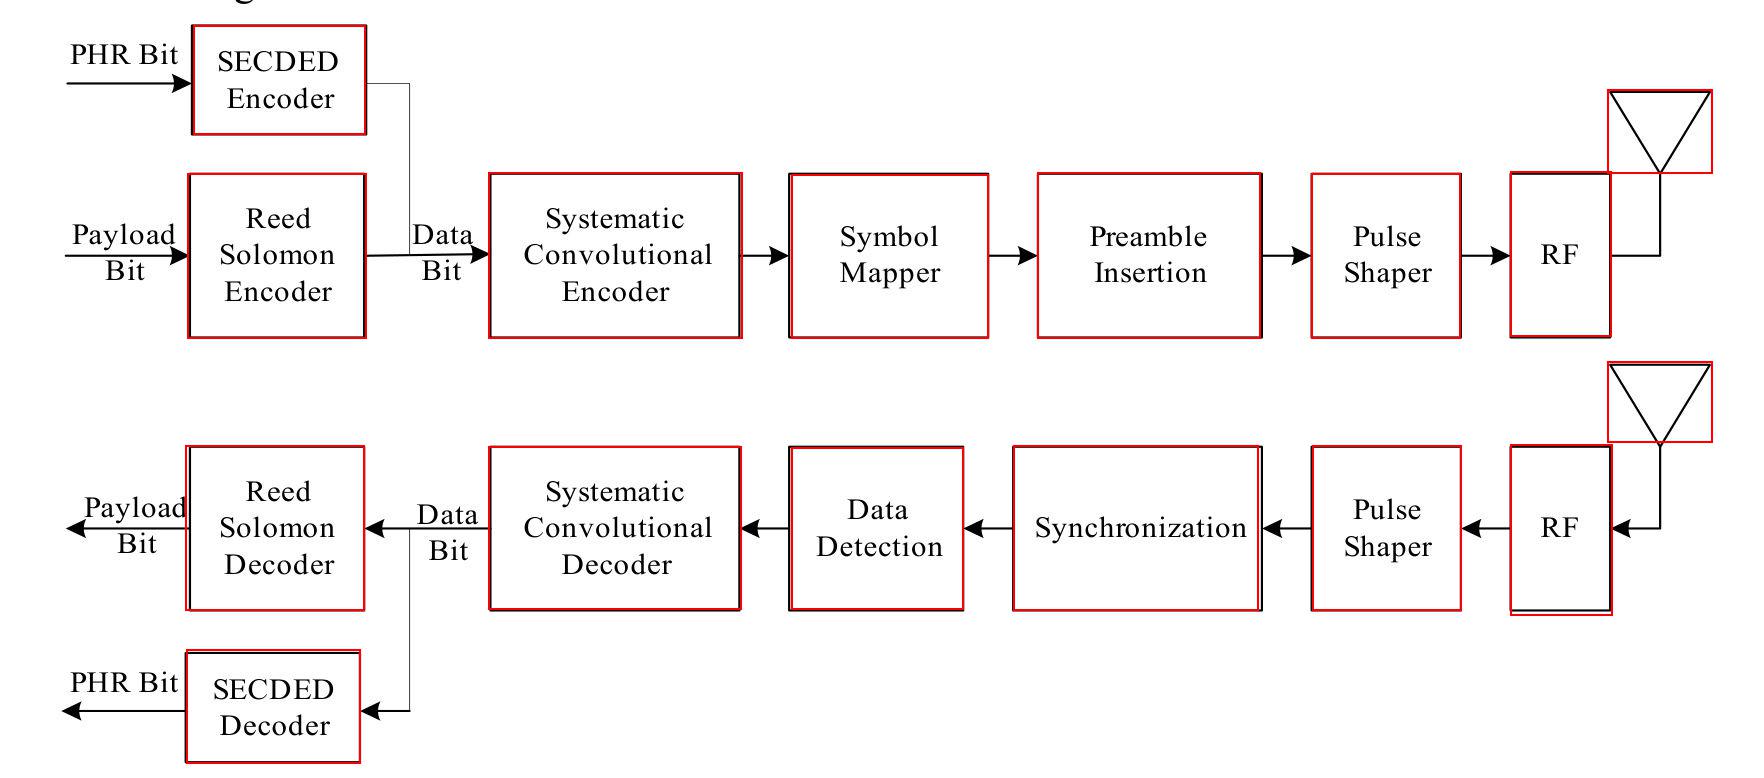 PHR Bit
SECDED
Encoder
Payload
Bit
Reed
Solomon
Encoder
Data
Bit
Systematic
Convolutional
Encoder
Symbol
Mapper
Preamble
Insertion
Pulse
Shaper
RF
Payload
Bit
Reed
Solomon
Decoder
Data
Bit
Systematic
Convolutional
Decoder
Data
Detection
Synchronization
Pulse
Shaper
RF
PHR Bit
SECDED
Decoder